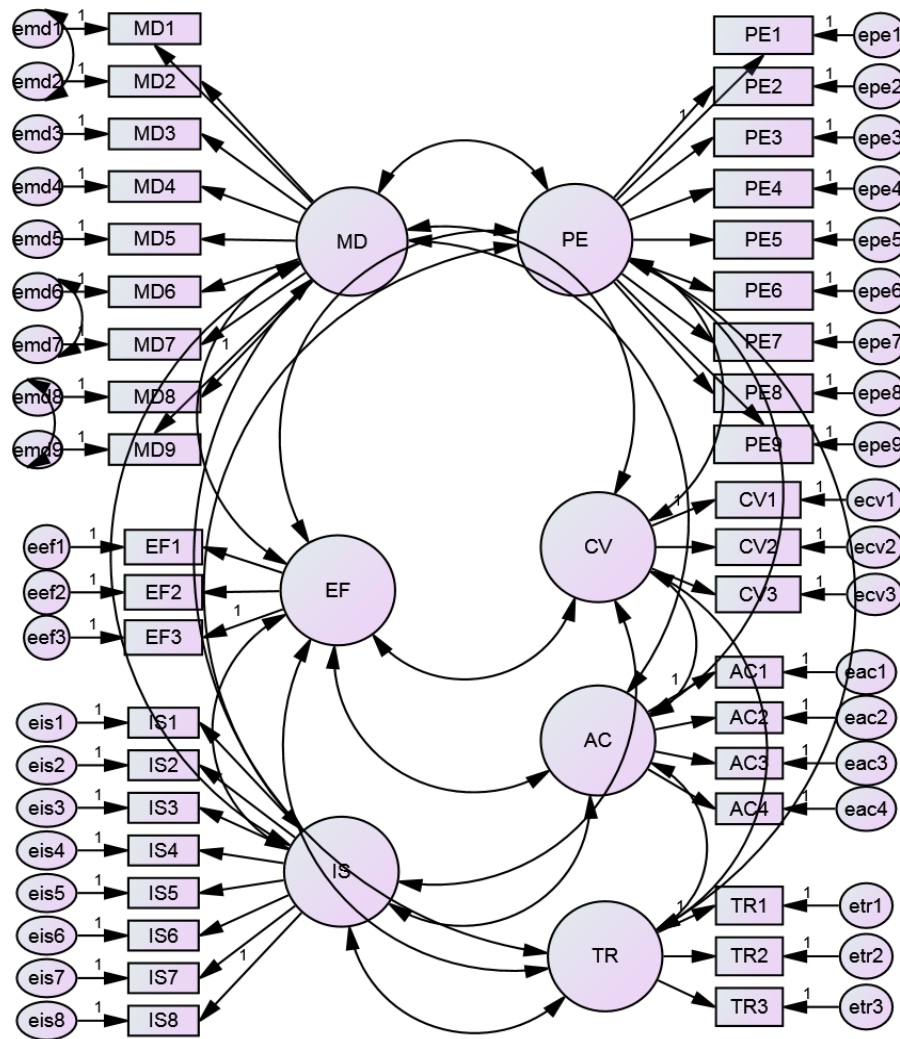 emd1 1 MD1
emd2 1 MD2
emd3 1 MD3
emd4 1 MD4
emd5 1 MD5
emd6 1 MD6
emd7 1 MD7
emd8 1 MD8
emd9 1 MD9
1
MD
PE
PE1 1 epe1
PE2 1 epe2
PE3 1 epe3
PE4 1 epe4
PE5 1 epe5
PE6 1 epe6
PE7 1 epe7
PE8 1 epe8
PE9 1 epe9
1
eef1 1 EF1
eef2 1 EF2
eef3 1 EF3
1
EF
CV
1
CV1 1 ecv1
CV2 1 ecv2
CV3 1 ecv3
AC
1
AC1 1 eac1
AC2 1 eac2
AC3 1 eac3
AC4 1 eac4
eis1 1 IS1
eis2 1 IS2
eis3 1 IS3
eis4 1 IS4
eis5 1 IS5
eis6 1 IS6
eis7 1 IS7
eis8 1 IS8
1
IS
TR
1
TR1 1 etr1
TR2 1 etr2
TR3 1 etr3